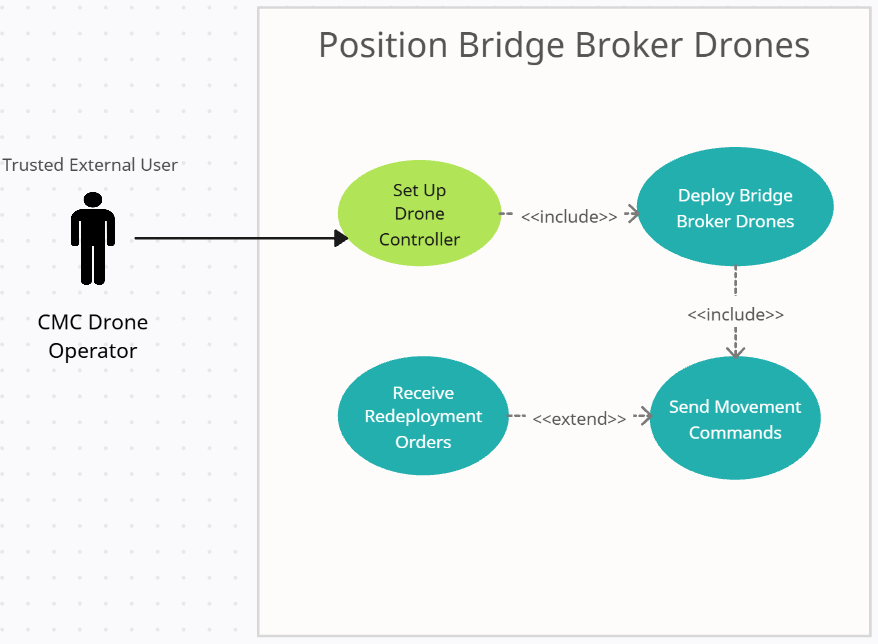 Position Bridge Broker Drones
Trusted External User
CMC Drone
Operator
Set Up
Drone
Controller
<<include>>
Deploy Bridge
Broker Drones
<<include>>
Receive
Redeployment
Orders
<<extend>>
Send Movement
Commands